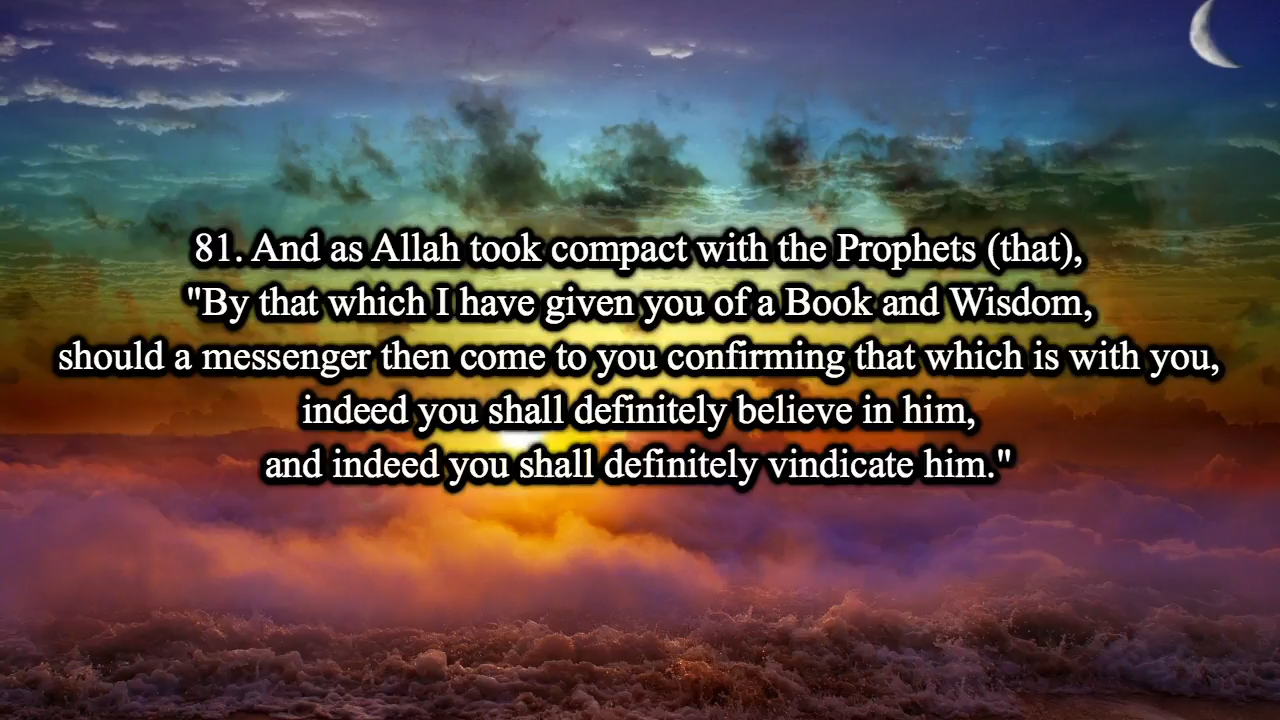 81. And as Allah took compact with the Prophets (that),
"By that which I have given you of a Book and Wisdom,
should a messenger then come to you confirming that which is with you,
indeed you shall definitely believe in him,
and indeed you shall definitely vindicate him."